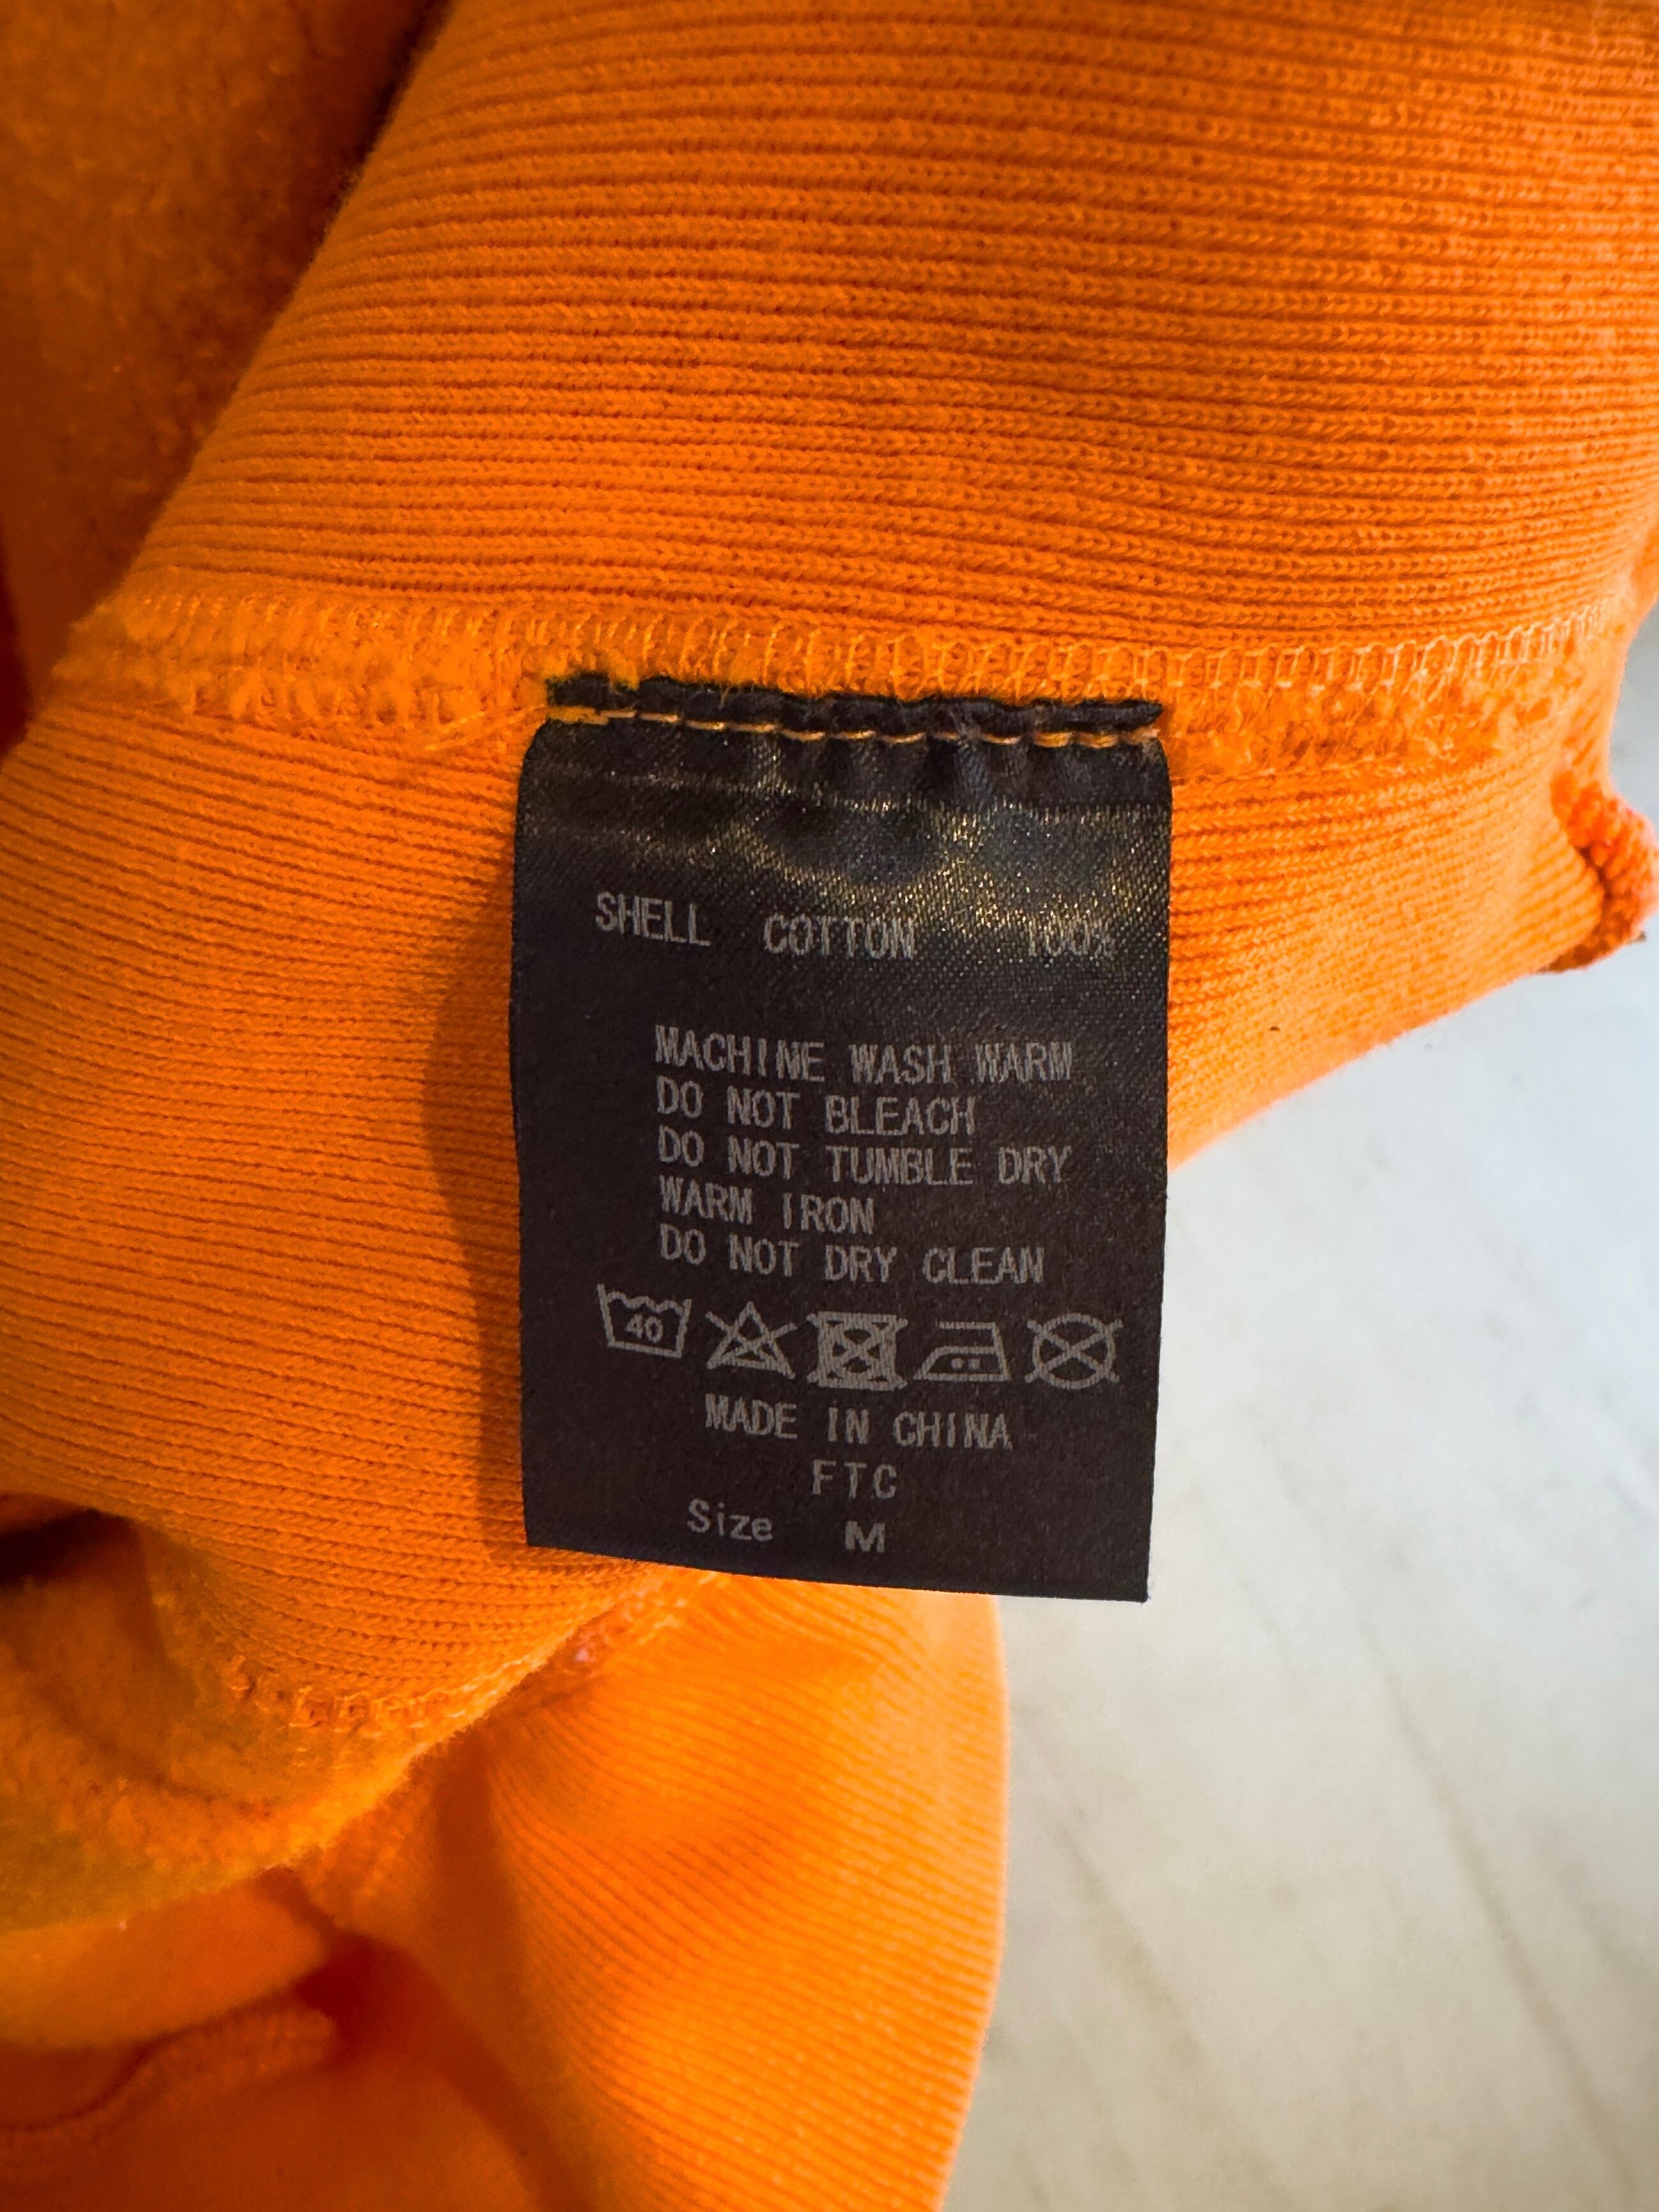 SHELL COTTON 100%
MACHINE WASH WARM
DO NOT BLEACH
DO NOT TUMBLE DRY
WARM IRON
DO NOT DRY CLEAN
40
MADE IN CHINA
FTC
Size M